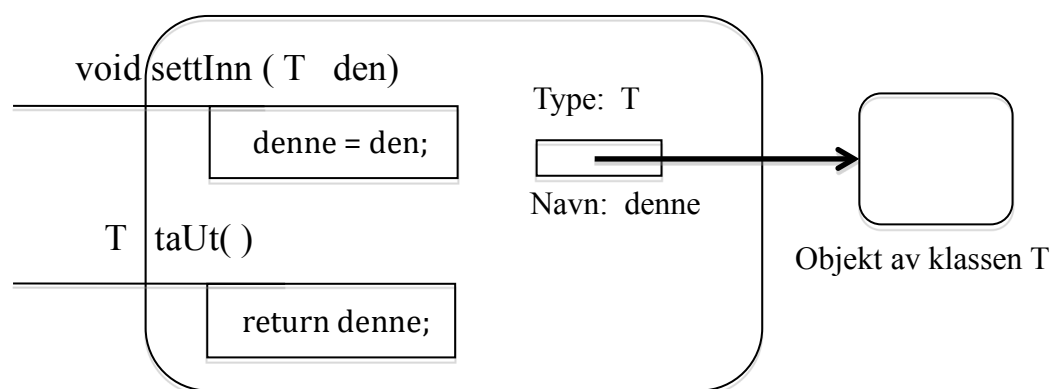 void settInn ( T den)
denne = den;
Type: T
Navn: denne
T taUt( )
return denne;
Objekt av klassen T